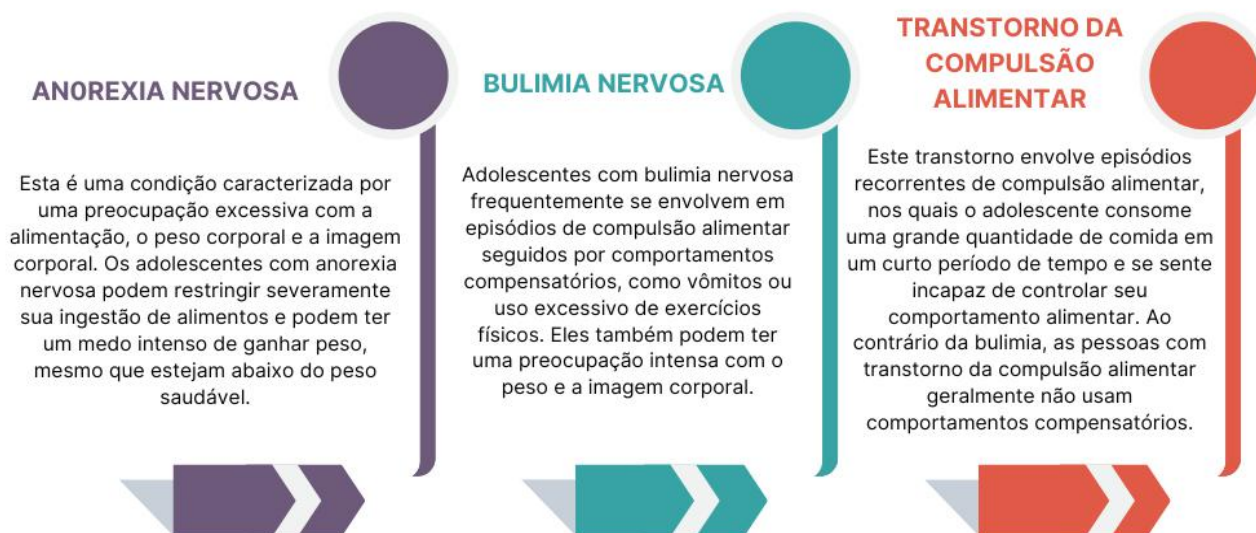 AN0REXIA NERVOSA
Esta é uma condição caracterizada por
uma preocupação excessiva com a
alimentação, o peso corporal e a imagem
corporal. Os adolescentes com anorexia
nervosa podem restringir severamente
sua ingestão de alimentos e podem ter
um medo intenso de ganhar peso,
mesmo que estejam abaixo do peso
saudável.
BULIMIA NERVOSA
Adolescentes com bulimia nervosa
frequentemente se envolvem em
episódios de compulsão alimentar
seguidos por comportamentos
compensatórios, como vômitos ou
uso excessivo de exercícios
físicos. Eles também podem ter
uma preocupação intensa com o
peso e a imagem corporal.
TRANSTORNO DA
COMPULSÃO
ALIMENTAR
Este transtorno envolve episódios
recorrentes de compulsão alimentar,
nos quais o adolescente consome
uma grande quantidade de comida em
um curto período de tempo e se sente
incapaz de controlar seu
comportamento alimentar. Ao
contrário da bulimia, as pessoas com
transtorno da compulsão alimentar
geralmente não usam
comportamentos compensatórios.